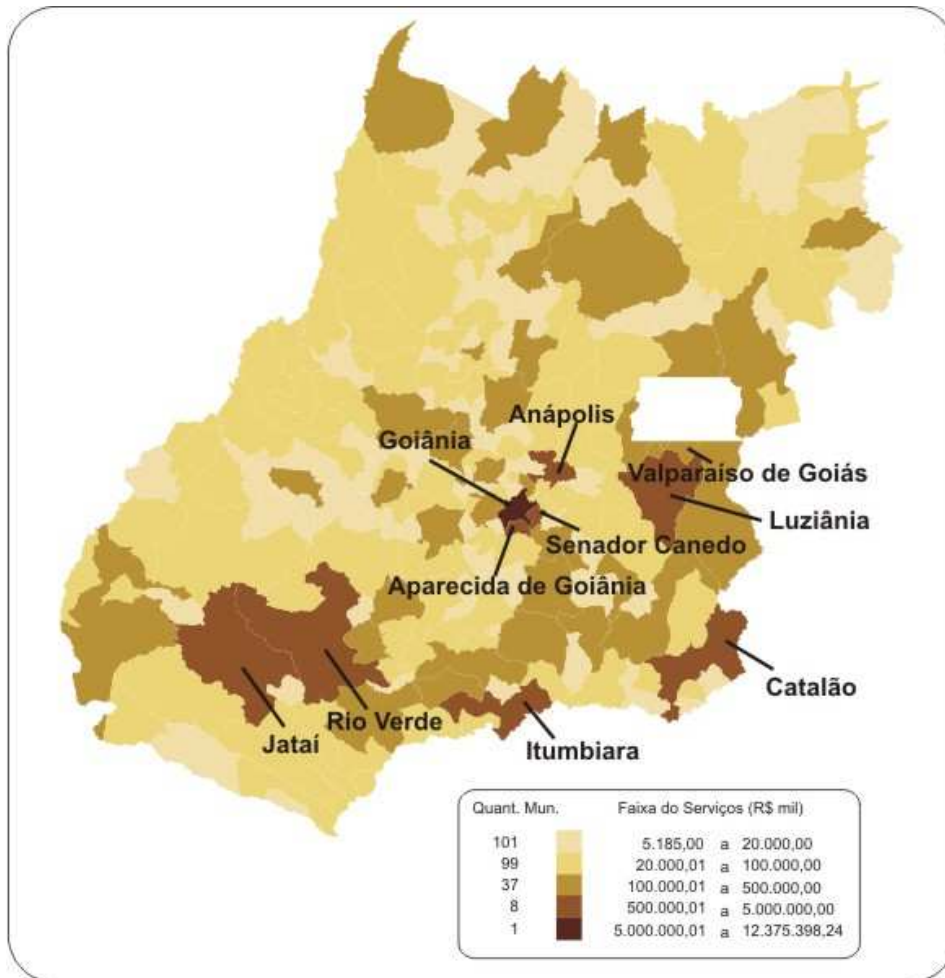 Anápolis
Goiânia
Valparaíso de Goiás
Luziânia
Senador Canedo
Aparecida de Goiânia
Catalão
Rio Verde
Jataí
Itumbiara
Quant. Mun. Faixa do Serviços (R$ mil)
101 5.185,00 a 20.000,00
99 20.000,01 a 100.000,00
37 100.000,01 a 500.000,00
8 500.000,01 a 5.000.000,00
1 5.000.000,01 a 12.375.398,24